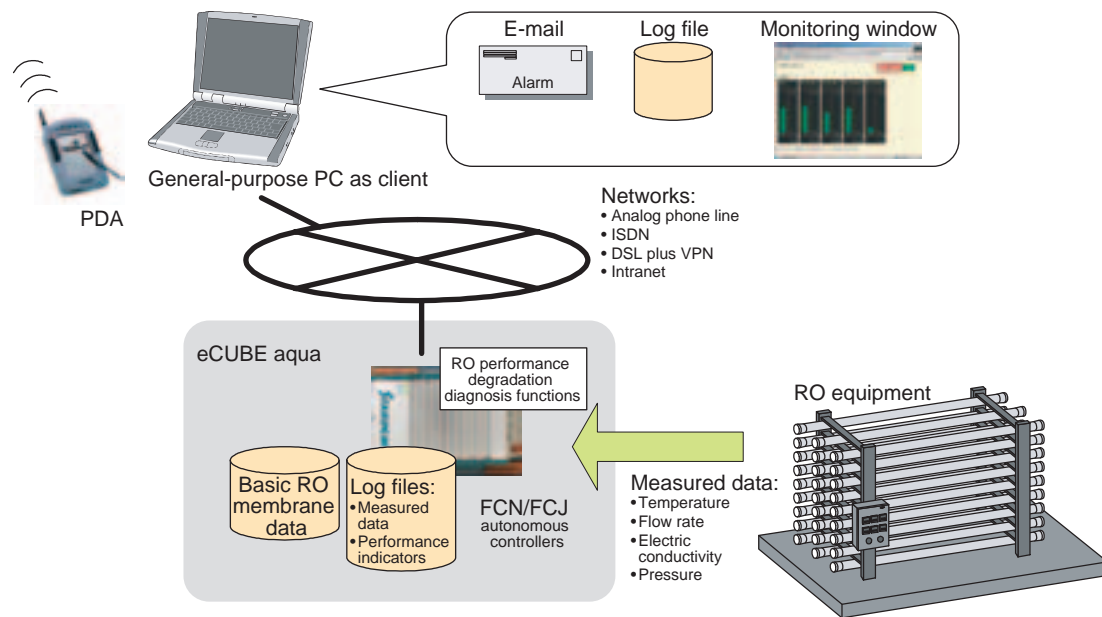 E-mail
Log file
Monitoring window
Alarm
General-purpose PC as client
PDA
Networks:
• Analog phone line
• ISDN
• DSL plus VPN
• Intranet
eCUBE aqua
RO performance
degradation
diagnosis functions
RO equipment
Basic RO
membrane
data
Log files:
• Measured
data
• Performance
indicators
FCN/FCJ
autonomous
controllers
Measured data:
• Temperature
• Flow rate
• Electric
conductivity
• Pressure